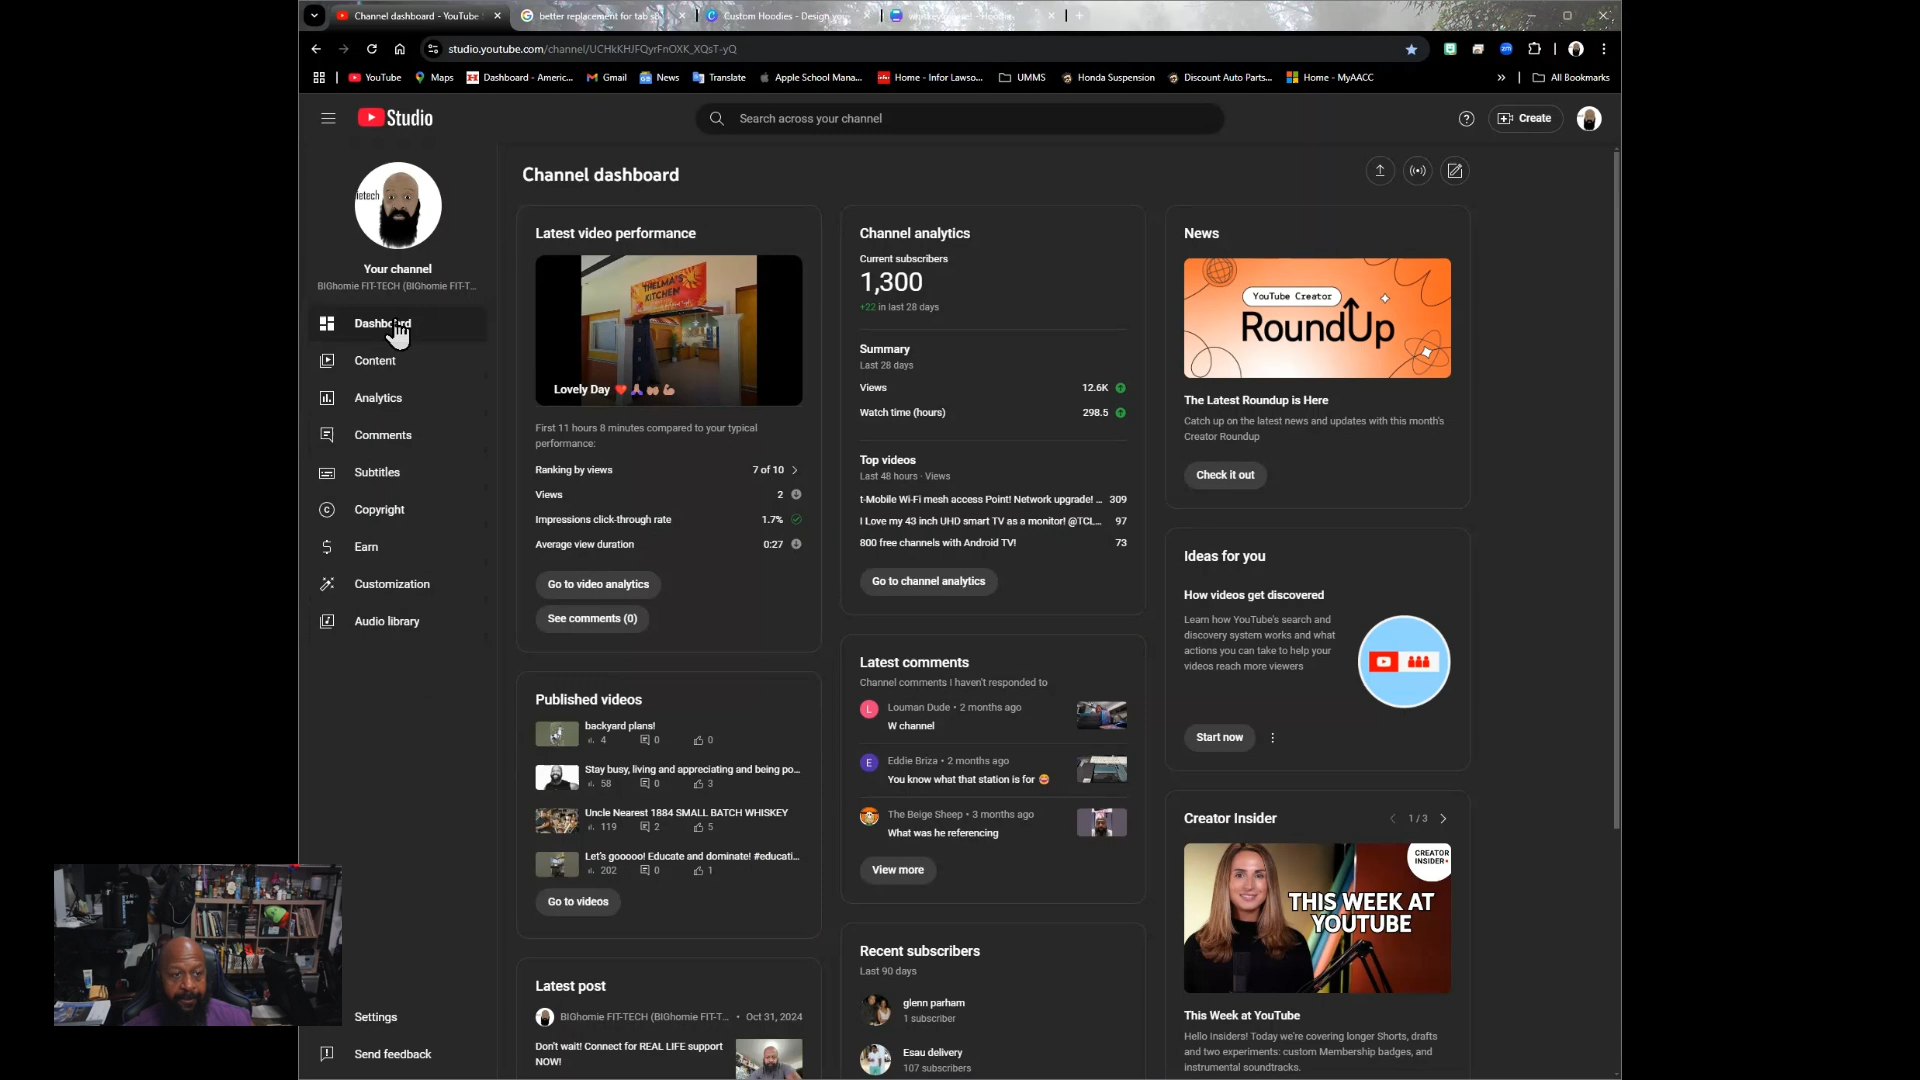 Channel dashboard - YouTube
better replacement for tab s6
Custom Hoodies - Design you
studio.youtube.com/channel/UCHkKHJFQyrFnOXK_XQsT-yQ
YouTube
Maps
Dashboard - Americ...
Gmail
News
Translate
Apple School Mana...
Home - Infor Lawso...
UMMS
Honda Suspension
Discount Auto Parts...
Home - MyAACC
All Bookmarks
Studio
Search across your channel
Create
ietech
Your channel
BIGhomie FIT-TECH (BIGhomie FIT-T...
Dashboard
Content
Analytics
Comments
Subtitles
Copyright
Earn
Customization
Audio library
Settings
Send feedback
Channel dashboard
Latest video performance
THELMA'S
KITCHEN
Lovely Day ❤️🙏🏽👐🏽💪🏽
First 11 hours 8 minutes compared to your typical
performance:
Ranking by views 7 of 10
Views 2
Impressions click-through rate 1.7%
Average view duration 0:27
Go to video analytics
See comments (0)
Published videos
backyard plans!
4 0 0
Stay busy, living and appreciating and being po...
58 0 3
Uncle Nearest 1884 SMALL BATCH WHISKEY
119 2 5
Let's gooooo! Educate and dominate! #educati...
202 0 1
Go to videos
Latest post
BIGhomie FIT-TECH (BIGhomie FIT-T... • Oct 31, 2024
Don't wait! Connect for REAL LIFE support
NOW!
Channel analytics
Current subscribers
1,300
+22 in last 28 days
Summary
Last 28 days
Views 12.6K
Watch time (hours) 298.5
Top videos
Last 48 hours · Views
t-Mobile Wi-Fi mesh access Point! Network upgrade! ... 309
I Love my 43 inch UHD smart TV as a monitor! @TCL... 97
800 free channels with Android TV! 73
Go to channel analytics
Latest comments
Channel comments I haven't responded to
L
Louman Dude • 2 months ago
W channel
E
Eddie Briza • 2 months ago
You know what that station is for 🤣
The Beige Sheep • 3 months ago
What was he referencing
View more
Recent subscribers
Last 90 days
glenn parham
1 subscriber
Esau delivery
107 subscribers
News
YouTube Creator
RoundUp
The Latest Roundup is Here
Catch up on the latest news and updates with this month's
Creator Roundup
Check it out
Ideas for you
How videos get discovered
Learn how YouTube's search and
discovery system works and what
actions you can take to help your
videos reach more viewers
Start now
Creator Insider
1 / 3
CREATOR
INSIDER
THIS WEEK AT
YOUTUBE
This Week at YouTube
Hello Insiders! Today we're covering longer Shorts, drafts
and two experiments: custom Membership badges, and
instrumental soundtracks.